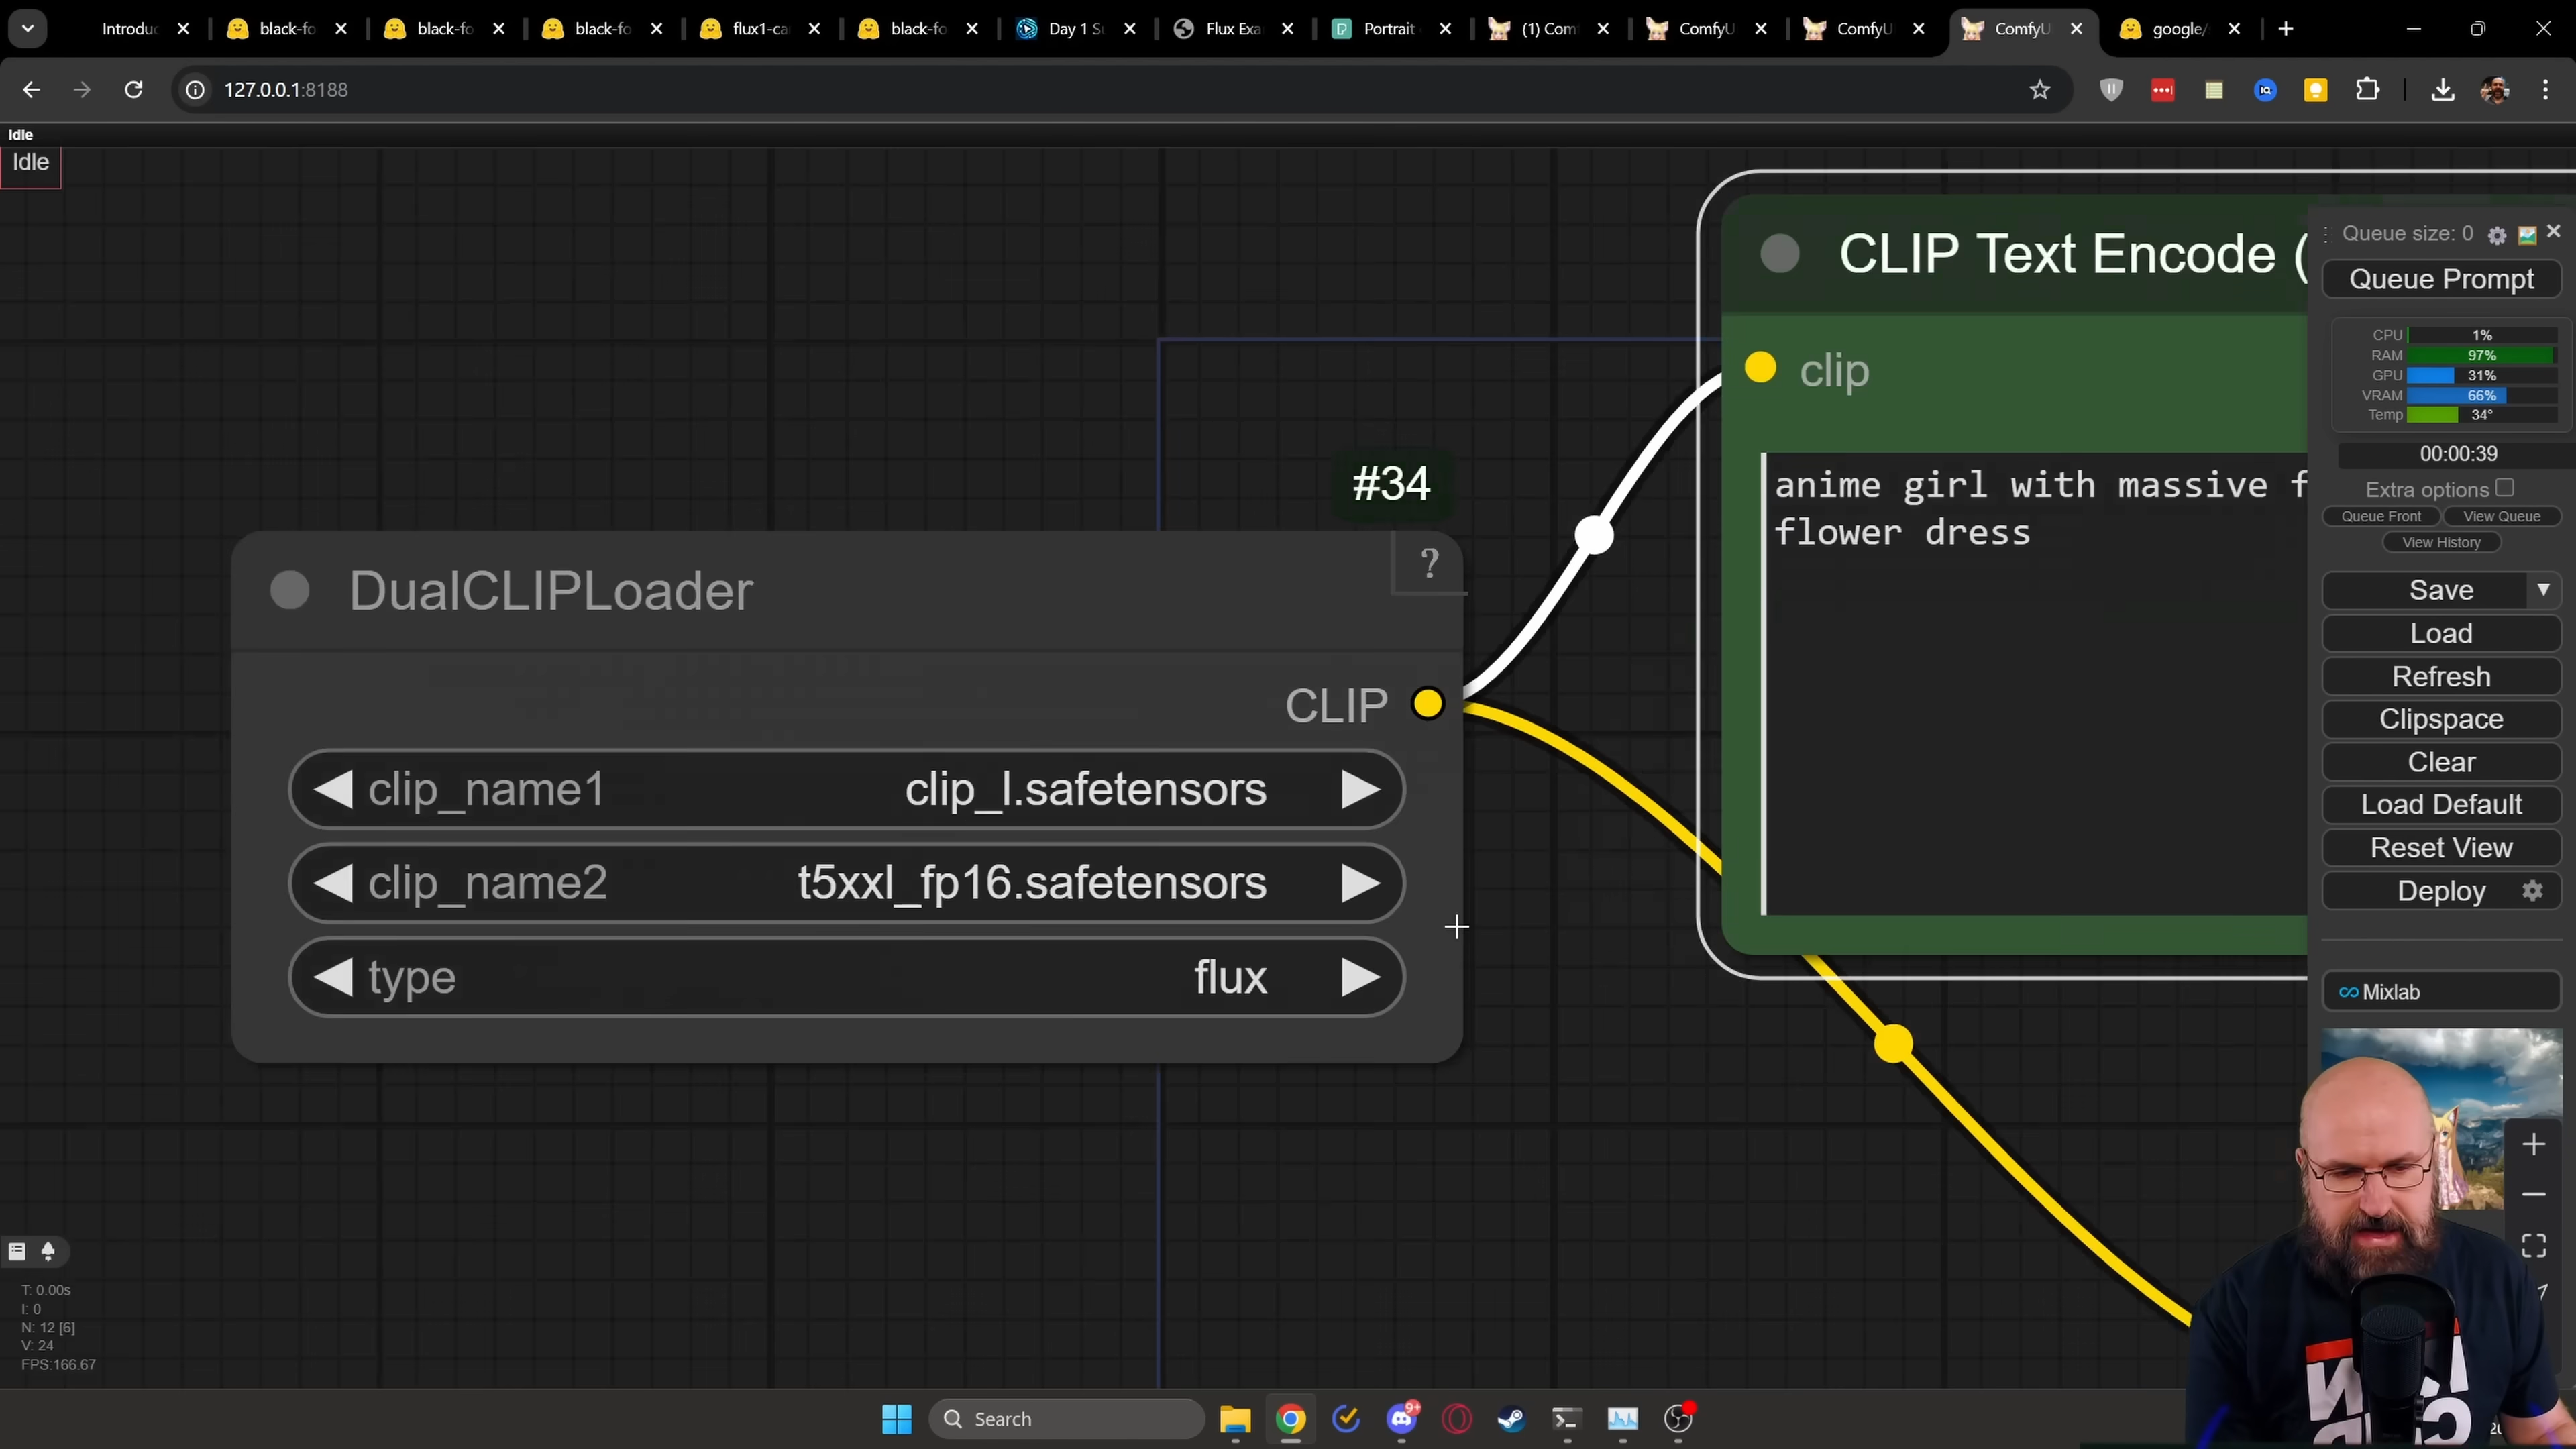 Introduc
black-fo
black-fo
black-fo
flux1-ca
black-fo
Day 1 S
Flux Exa
Portrait
(1) Com
ComfyU
ComfyU
ComfyU
google/
127.0.0.1:8188
Idle
Idle
CLIP Text Encode (
clip
anime girl with massive f
flower dress
#34
?
DualCLIPLoader
CLIP
clip_name1 clip_l.safetensors
clip_name2 t5xxl_fp16.safetensors
type flux
Queue size: 0
Queue Prompt
CPU 1%
RAM 97%
GPU 31%
VRAM 66%
Temp 34°
00:00:39
Extra options
Queue Front
View Queue
View History
Save
Load
Refresh
Clipspace
Clear
Load Default
Reset View
Deploy
Mixlab
T: 0.00s
I: 0
N: 12 [6]
V: 24
FPS:166.67
Search
9+